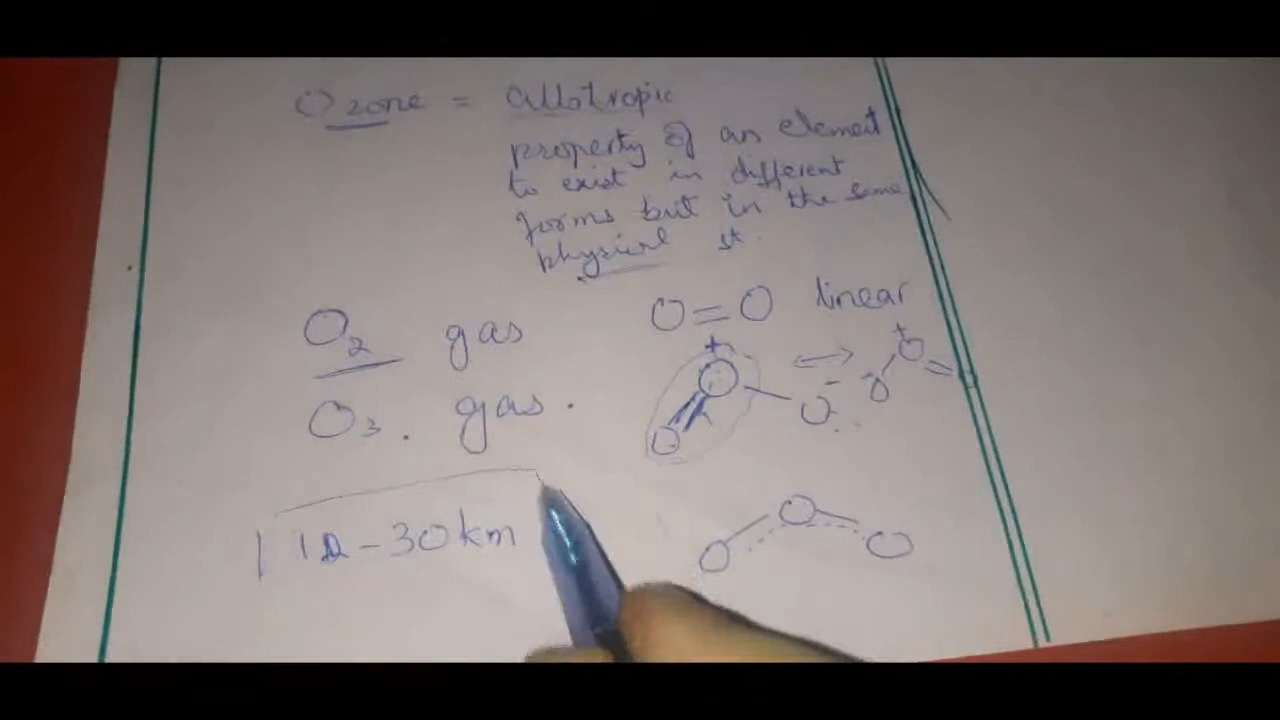 Ozone = allotropic
property of an element
to exist in different
forms but in the same
physical st.
O2 gas O=O linear
O3. gas.
O + O O- ↔ O + O = O
12-30 km O O O